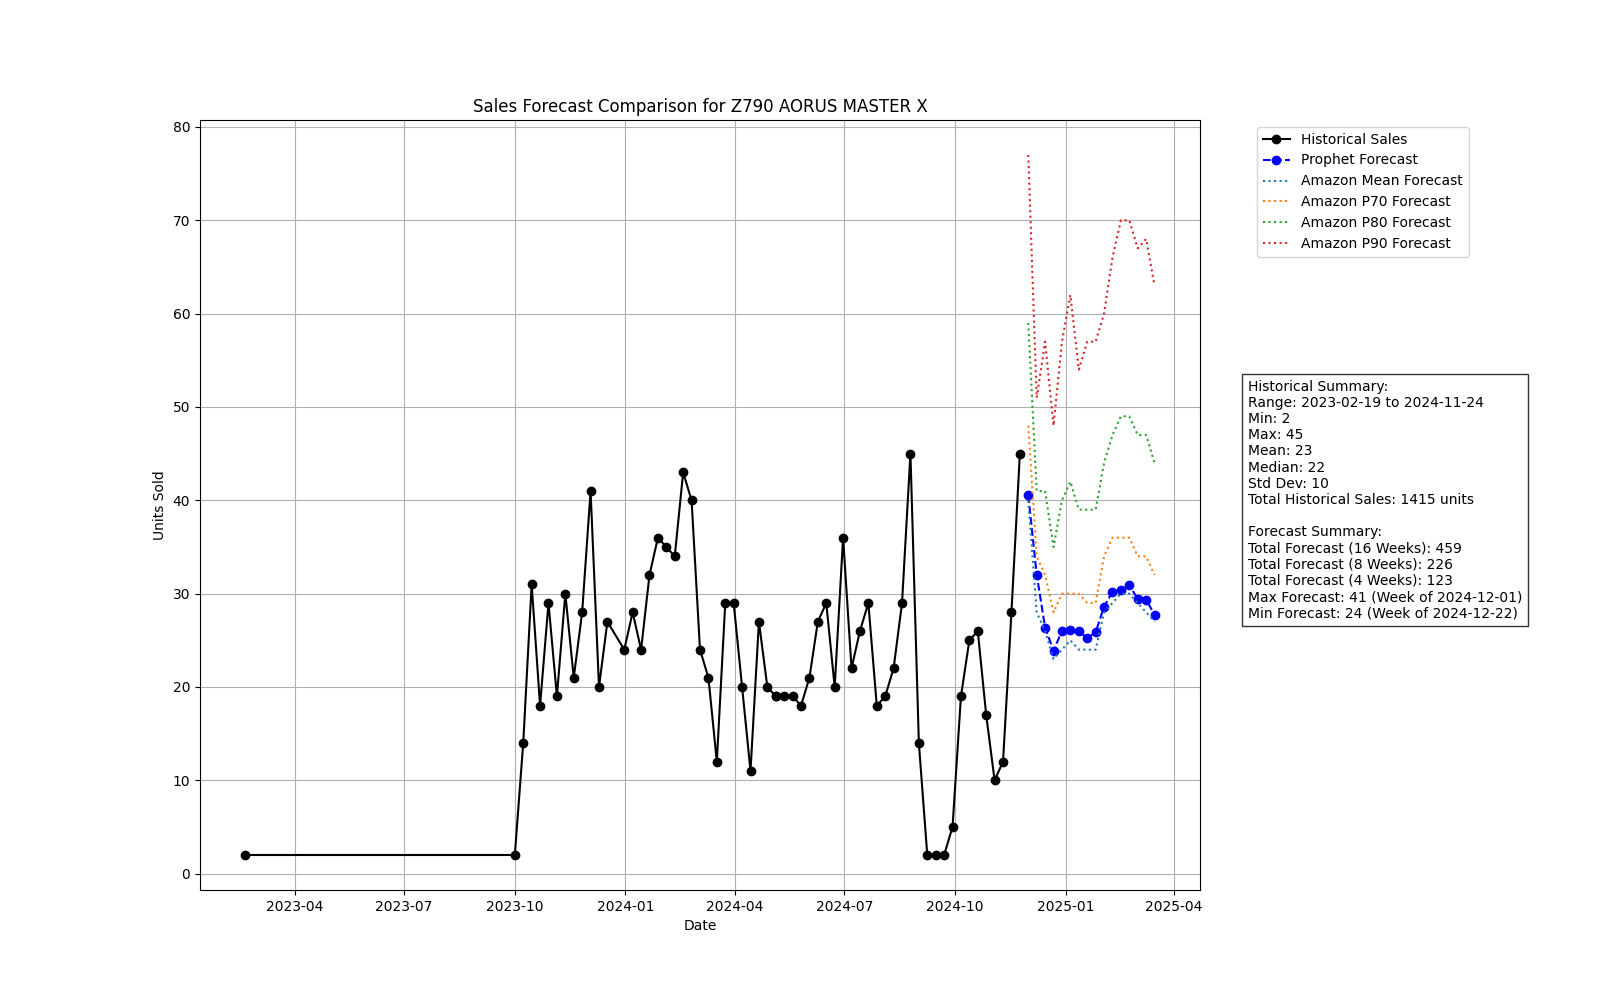 Sales Forecast Comparison for Z790 AORUS MASTER X
Units Sold
80
70
60
50
40
30
20
10
0
2023-04
2023-07
2023-10
2024-01
2024-04
2024-07
2024-10
2025-01
2025-04
Date
Historical Sales
Prophet Forecast
Amazon Mean Forecast
Amazon P70 Forecast
Amazon P80 Forecast
Amazon P90 Forecast
Historical Summary:
Range: 2023-02-19 to 2024-11-24
Min: 2
Max: 45
Mean: 23
Median: 22
Std Dev: 10
Total Historical Sales: 1415 units
Forecast Summary:
Total Forecast (16 Weeks): 459
Total Forecast (8 Weeks): 226
Total Forecast (4 Weeks): 123
Max Forecast: 41 (Week of 2024-12-01)
Min Forecast: 24 (Week of 2024-12-22)